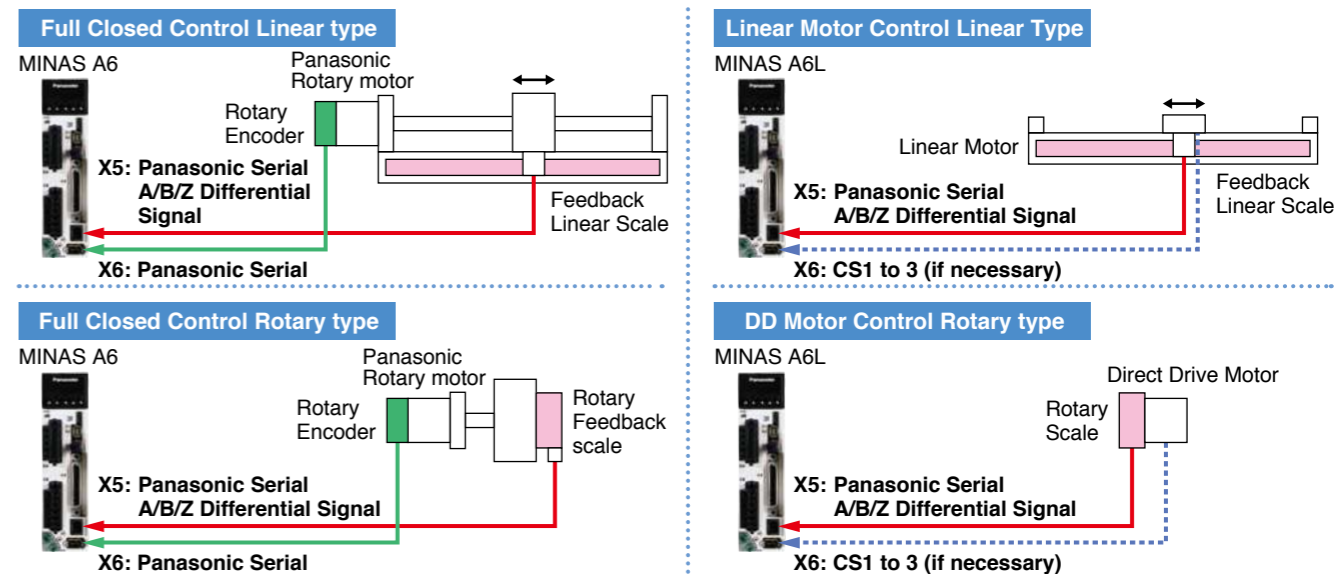 Full Closed Control Linear type
MINAS A6
Panasonic
Panasonic
Rotary motor
Rotary
Encoder
X5: Panasonic Serial
A/B/Z Differential
Signal
Feedback
Linear Scale
X6: Panasonic Serial
Linear Motor Control Linear Type
MINAS A6L
Panasonic
Linear Motor
X5: Panasonic Serial
A/B/Z Differential Signal
Feedback
Linear Scale
X6: CS1 to 3 (if necessary)
Full Closed Control Rotary type
MINAS A6
Panasonic
Panasonic
Rotary motor
Rotary
Encoder
Rotary
Feedback
scale
X5: Panasonic Serial
A/B/Z Differential Signal
X6: Panasonic Serial
DD Motor Control Rotary type
MINAS A6L
Panasonic
Direct Drive Motor
Rotary
Scale
X5: Panasonic Serial
A/B/Z Differential Signal
X6: CS1 to 3 (if necessary)